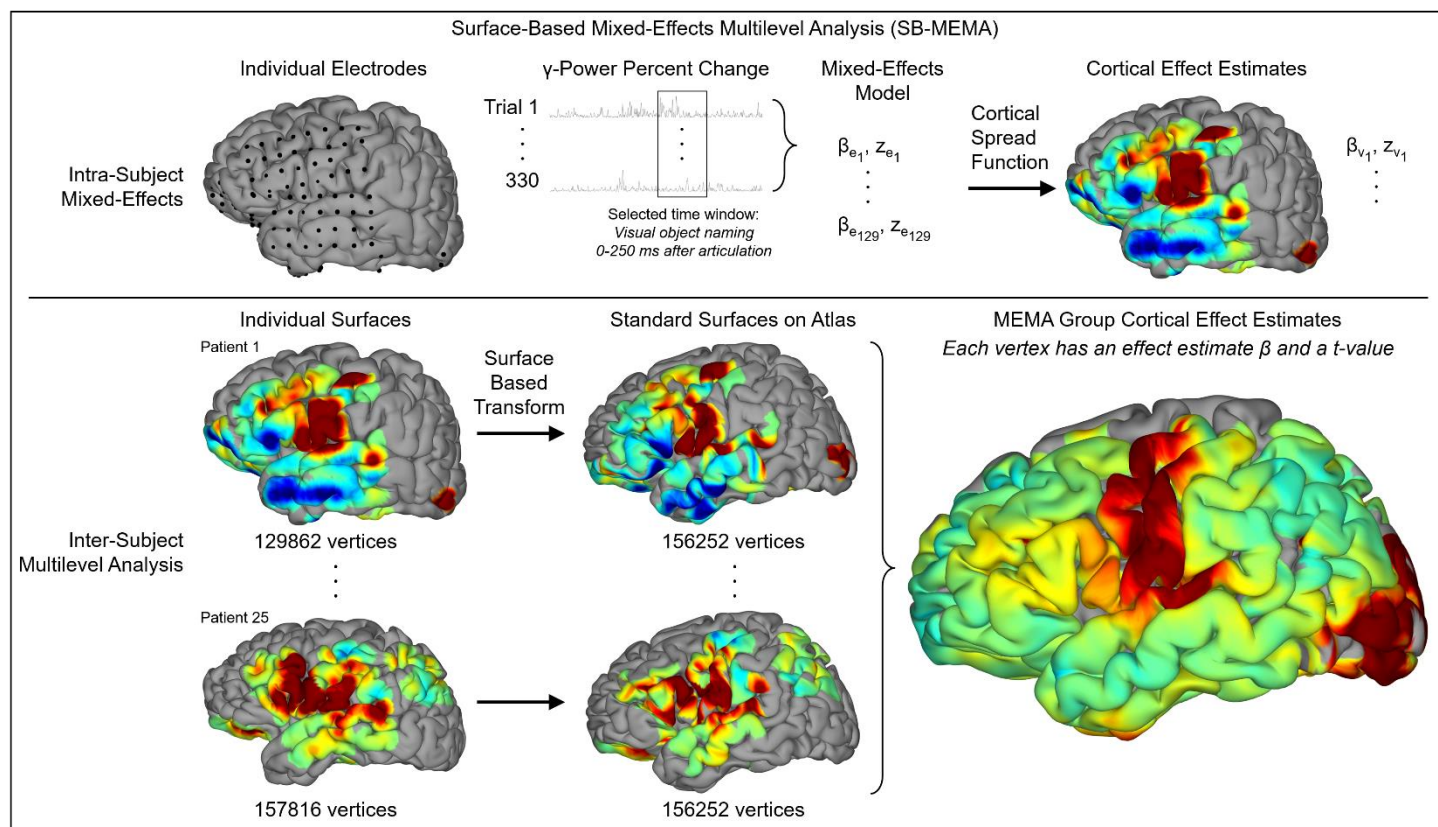 Surface-Based Mixed-Effects Multilevel Analysis (SB-MEMA)
Individual Electrodes
γ-Power Percent Change
Mixed-Effects
Model
Cortical Effect Estimates
Intra-Subject
Mixed-Effects
Trial 1
330
Selected time window:
Visual object naming
0-250 ms after articulation
βe1, ze1
βe129, ze129
Cortical
Spread
Function
βv1, zv1
Individual Surfaces
Standard Surfaces on Atlas
MEMA Group Cortical Effect Estimates
Each vertex has an effect estimate β and a t-value
Inter-Subject
Multilevel Analysis
Patient 1
Surface
Based
Transform
129862 vertices
156252 vertices
Patient 25
157816 vertices
156252 vertices